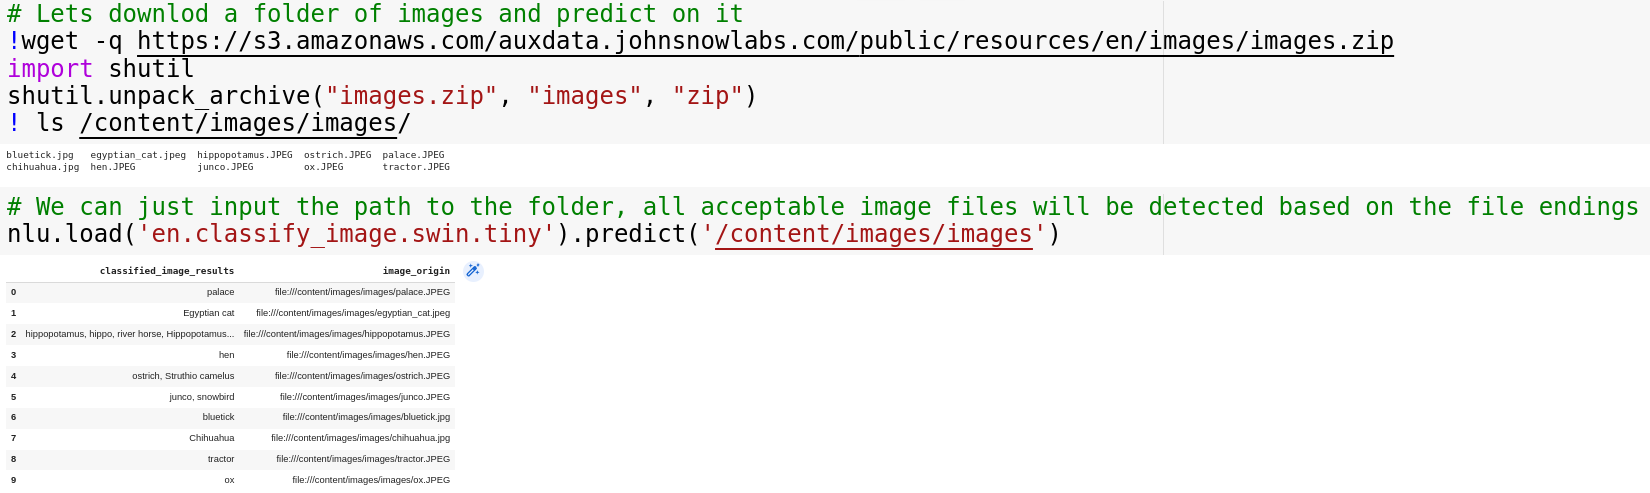 # Lets downlod a folder of images and predict on it
!wget -q https://s3.amazonaws.com/auxdata.johnsnowlabs.com/public/resources/en/images/images.zip
import shutil
shutil.unpack_archive("images.zip", "images", "zip")
! ls /content/images/images/
bluetick.jpg egyptian_cat.jpeg hippopotamus.JPEG ostrich.JPEG palace.JPEG
chihuahua.jpg hen.JPEG junco.JPEG ox.JPEG tractor.JPEG
# We can just input the path to the folder, all acceptable image files will be detected based on the file endings
nlu.load('en.classify_image.swin.tiny').predict('/content/images/images')
classified_image_results image_origin
0 palace file:///content/images/images/palace.JPEG
1 Egyptian cat file:///content/images/images/egyptian_cat.jpeg
2 hippopotamus, hippo, river horse, Hippopotamus... file:///content/images/images/hippopotamus.JPEG
3 hen file:///content/images/images/hen.JPEG
4 ostrich, Struthio camelus file:///content/images/images/ostrich.JPEG
5 junco, snowbird file:///content/images/images/junco.JPEG
6 bluetick file:///content/images/images/bluetick.jpg
7 Chihuahua file:///content/images/images/chihuahua.jpg
8 tractor file:///content/images/images/tractor.JPEG
9 ox file:///content/images/images/ox.JPEG